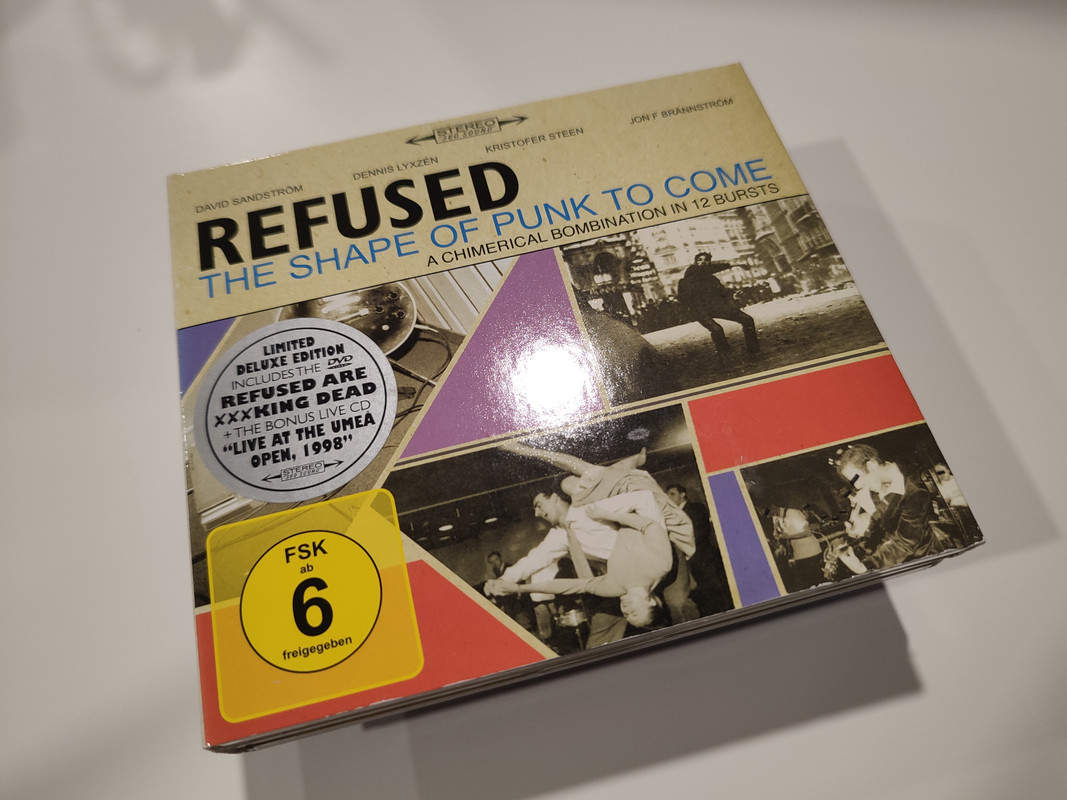 STEREO
360 SOUND
DAVID SANDSTRÖM DENNIS LYXZÉN KRISTOFER STEEN JON F BRÄNNSTRÖM
REFUSED
THE SHAPE OF PUNK TO COME
A CHIMERICAL BOMBINATION IN 12 BURSTS
LIMITED
DELUXE EDITION
INCLUDES THE DVD
REFUSED ARE
XXXKING DEAD
+ THE BONUS LIVE CD
“LIVE AT THE UMEÅ
OPEN, 1998”
STEREO
360 SOUND
FSK
ab
6
freigegeben